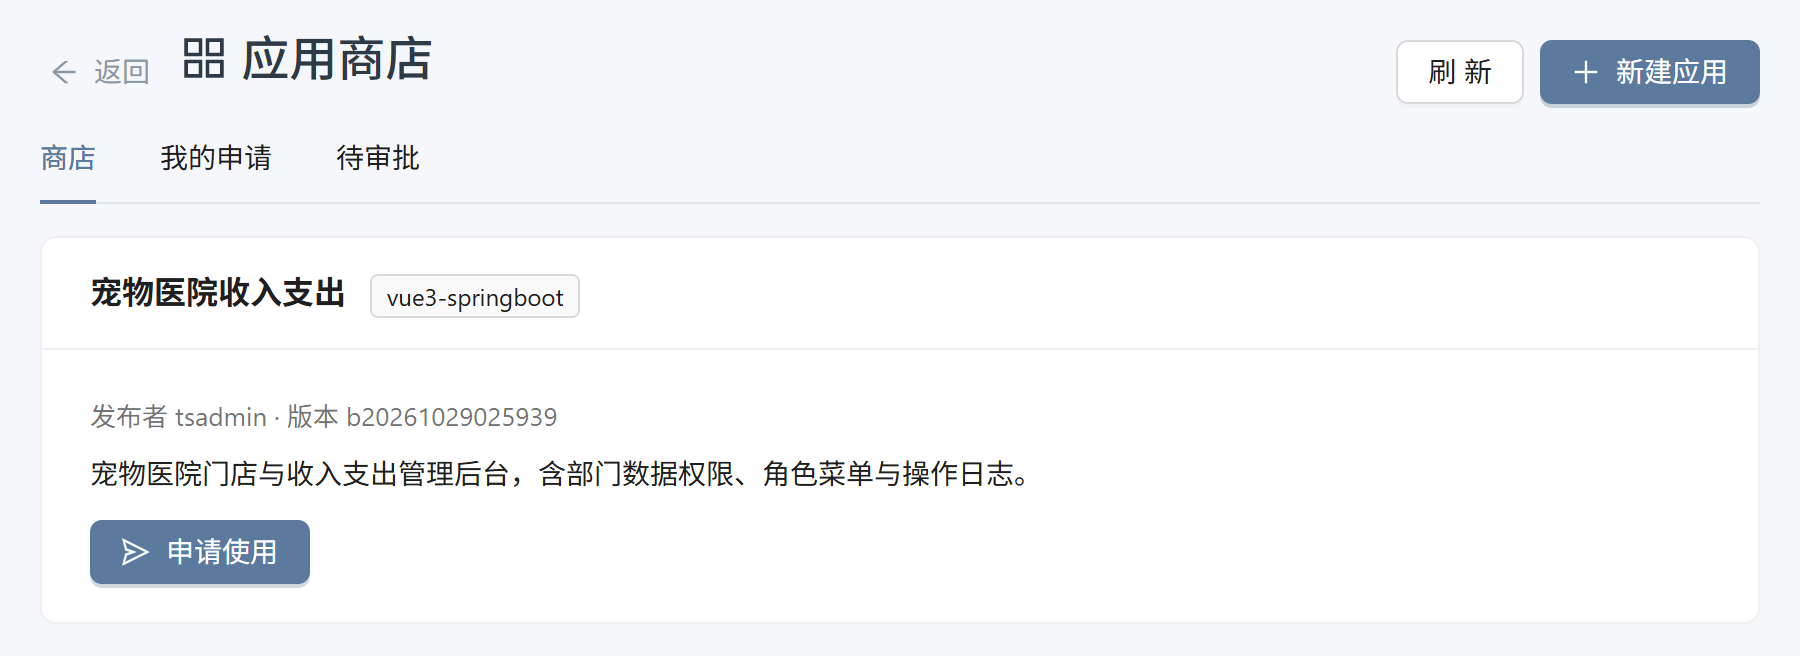 返回 应用商店 刷新 新建应用
商店 我的申请 待审批
宠物医院收入支出 vue3-springboot
发布者 tsadmin · 版本 b20261029025939
宠物医院门店与收入支出管理后台，含部门数据权限、角色菜单与操作日志。
申请使用